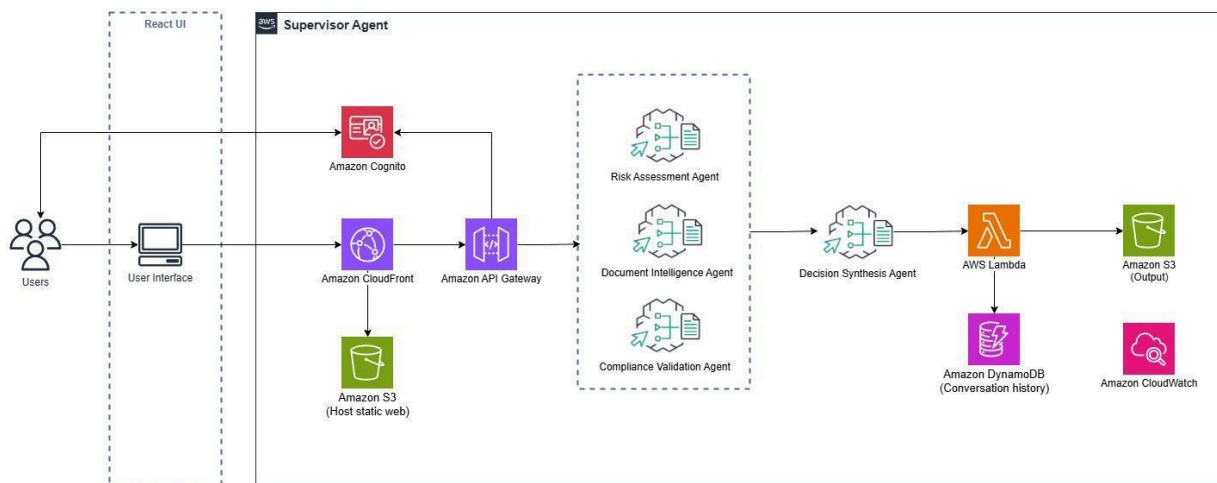 React UI
aws
Supervisor Agent
Amazon Cognito
Risk Assessment Agent
Users
User Interface
Amazon CloudFront
Amazon API Gateway
Document Intelligence Agent
Decision Synthesis Agent
AWS Lambda
Amazon S3
(Output)
Compliance Validation Agent
Amazon S3
(Host static web)
Amazon DynamoDB
(Conversation history)
Amazon CloudWatch